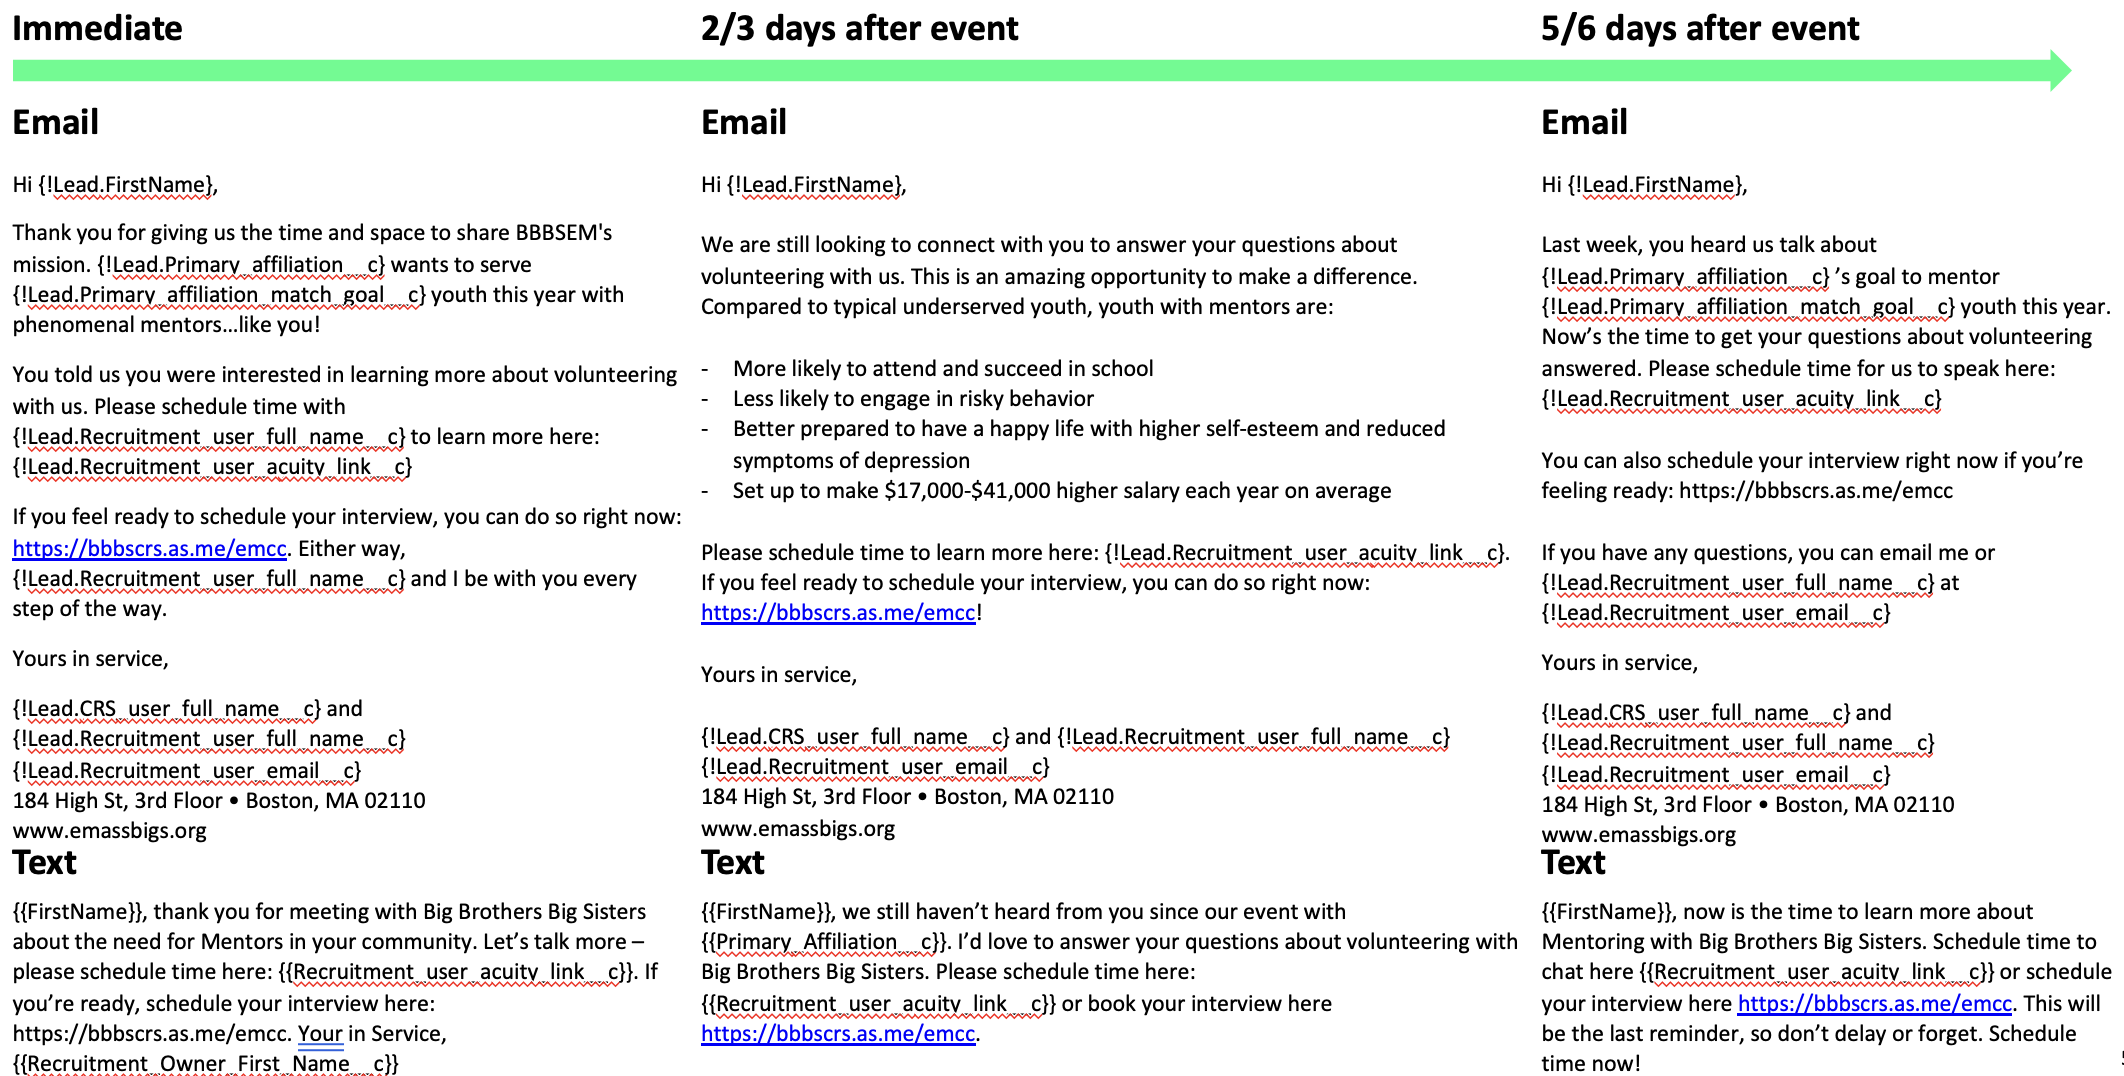 Immediate
2/3 days after event
5/6 days after event
Email
Hi {!Lead.FirstName},
Thank you for giving us the time and space to share BBBSEM's
mission. {!Lead.Primary_affiliation__c} wants to serve
{!Lead.Primary_affiliation_match_goal__c} youth this year with
phenomenal mentors...like you!
You told us you were interested in learning more about volunteering
with us. Please schedule time with
{!Lead.Recruitment_user_full_name__c} to learn more here:
{!Lead.Recruitment_user_acuity_link__c}
If you feel ready to schedule your interview, you can do so right now:
https://bbbscrs.as.me/emcc. Either way,
{!Lead.Recruitment_user_full_name__c} and I be with you every
step of the way.
Yours in service,
{!Lead.CRS_user_full_name__c} and
{!Lead.Recruitment_user_full_name__c}
{!Lead.Recruitment_user_email__c}
184 High St, 3rd Floor • Boston, MA 02110
www.emassbigs.org
Text
{{FirstName}}, thank you for meeting with Big Brothers Big Sisters
about the need for Mentors in your community. Let's talk more –
please schedule time here: {{Recruitment_user_acuity_link__c}}. If
you're ready, schedule your interview here:
https://bbbscrs.as.me/emcc. Your in Service,
{{Recruitment_Owner_First_Name__c}}
Email
Hi {!Lead.FirstName},
We are still looking to connect with you to answer your questions about
volunteering with us. This is an amazing opportunity to make a difference.
Compared to typical underserved youth, youth with mentors are:
- More likely to attend and succeed in school
- Less likely to engage in risky behavior
- Better prepared to have a happy life with higher self-esteem and reduced
symptoms of depression
- Set up to make $17,000-$41,000 higher salary each year on average
Please schedule time to learn more here: {!Lead.Recruitment_user_acuity_link__c}.
If you feel ready to schedule your interview, you can do so right now:
https://bbbscrs.as.me/emcc!
Yours in service,
{!Lead.CRS_user_full_name__c} and {!Lead.Recruitment_user_full_name__c}
{!Lead.Recruitment_user_email__c}
184 High St, 3rd Floor • Boston, MA 02110
www.emassbigs.org
Text
{{FirstName}}, we still haven't heard from you since our event with
{{Primary_Affiliation__c}}. I'd love to answer your questions about volunteering with
Big Brothers Big Sisters. Please schedule time here:
{{Recruitment_user_acuity_link__c}} or book your interview here
https://bbbscrs.as.me/emcc.
Email
Hi {!Lead.FirstName},
Last week, you heard us talk about
{!Lead.Primary_affiliation__c} 's goal to mentor
{!Lead.Primary_affiliation_match_goal__c} youth this year.
Now's the time to get your questions about volunteering
answered. Please schedule time for us to speak here:
{!Lead.Recruitment_user_acuity_link__c}
You can also schedule your interview right now if you're
feeling ready: https://bbbscrs.as.me/emcc
If you have any questions, you can email me or
{!Lead.Recruitment_user_full_name__c} at
{!Lead.Recruitment_user_email__c}
Yours in service,
{!Lead.CRS_user_full_name__c} and
{!Lead.Recruitment_user_full_name__c}
{!Lead.Recruitment_user_email__c}
184 High St, 3rd Floor • Boston, MA 02110
www.emassbigs.org
Text
{{FirstName}}, now is the time to learn more about
Mentoring with Big Brothers Big Sisters. Schedule time to
chat here {{Recruitment_user_acuity_link__c}} or schedule
your interview here https://bbbscrs.as.me/emcc. This will
be the last reminder, so don't delay or forget. Schedule
time now!